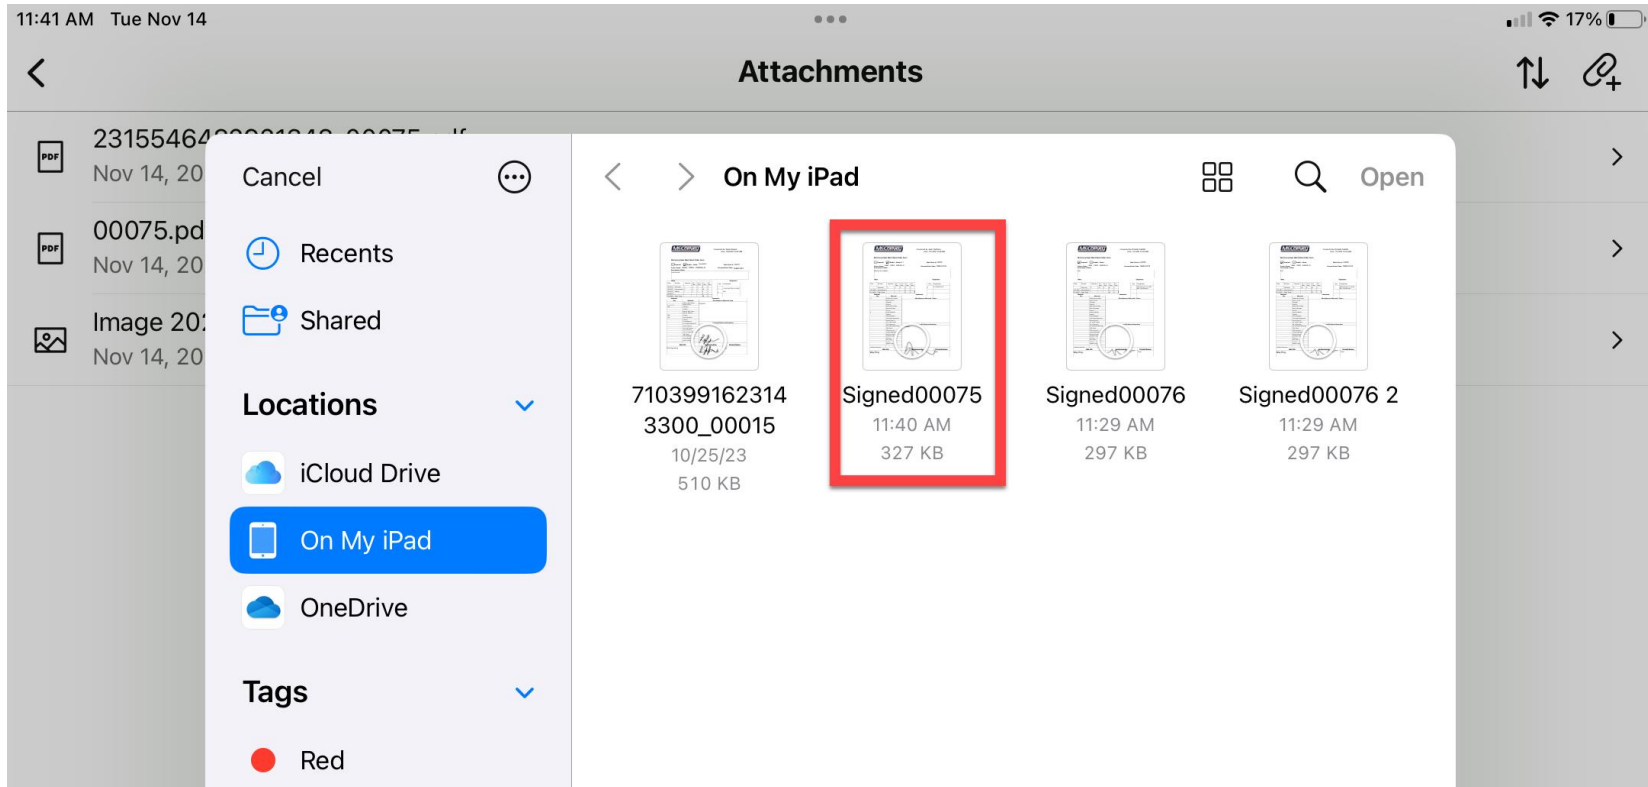 11:41 AM Tue Nov 14
17%
Attachments
PDF
Nov 14, 20
PDF
00075.pd
Nov 14, 20
Image 202
Nov 14, 20
Cancel
Recents
Shared
Locations
iCloud Drive
On My iPad
OneDrive
Tags
Red
On My iPad
Open
710399162314
3300_00015
10/25/23
510 KB
Signed00075
11:40 AM
327 KB
Signed00076
11:29 AM
297 KB
Signed00076 2
11:29 AM
297 KB